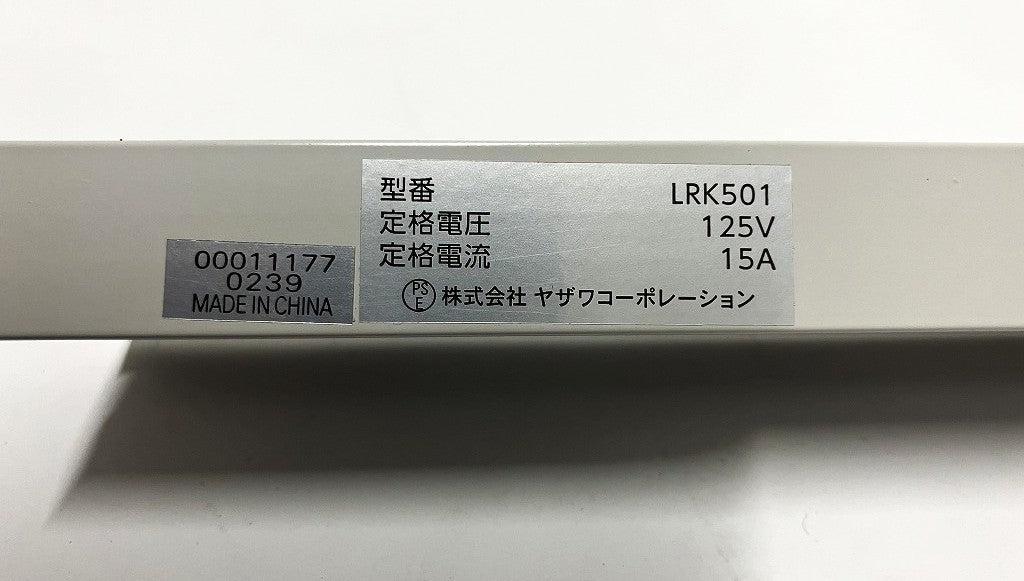 型番 LRK501
定格電圧 125V
定格電流 15A
PS
E 株式会社 ヤザワコーポレーション
00011177
0239
MADE IN CHINA